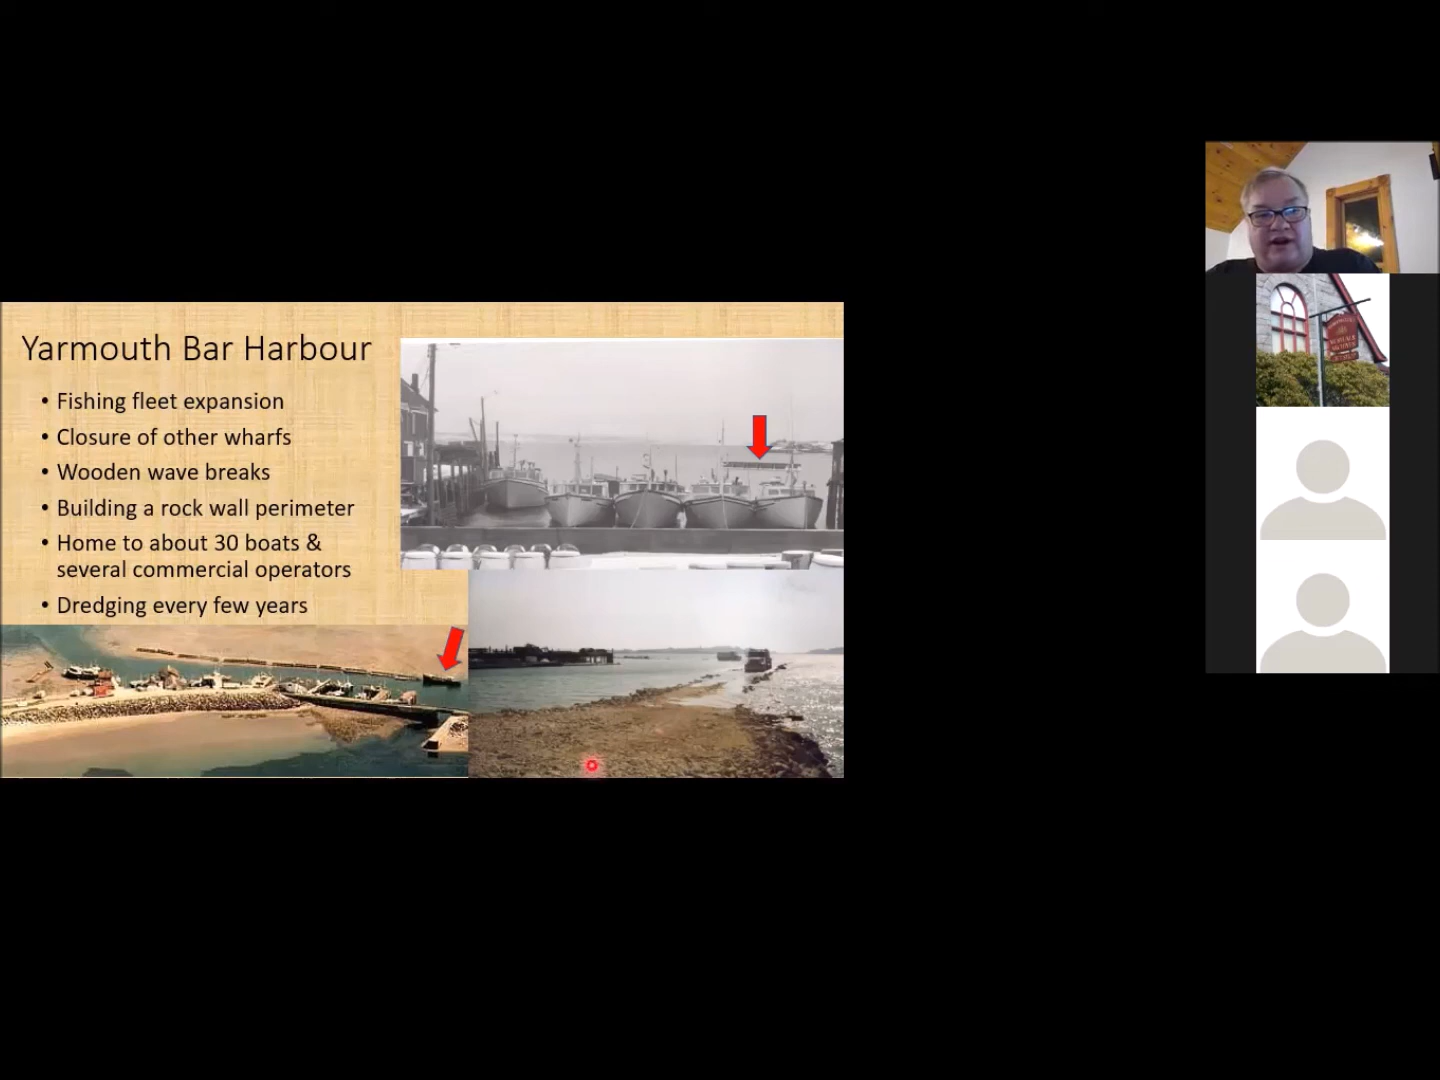 Yarmouth Bar Harbour
• Fishing fleet expansion
• Closure of other wharfs
• Wooden wave breaks
• Building a rock wall perimeter
• Home to about 30 boats &
several commercial operators
• Dredging every few years